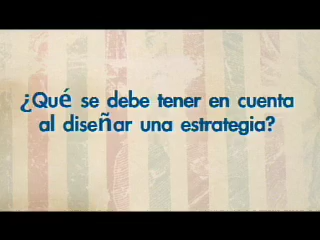 ¿Qué se debe tener en cuenta
al diseñar una estrategia?